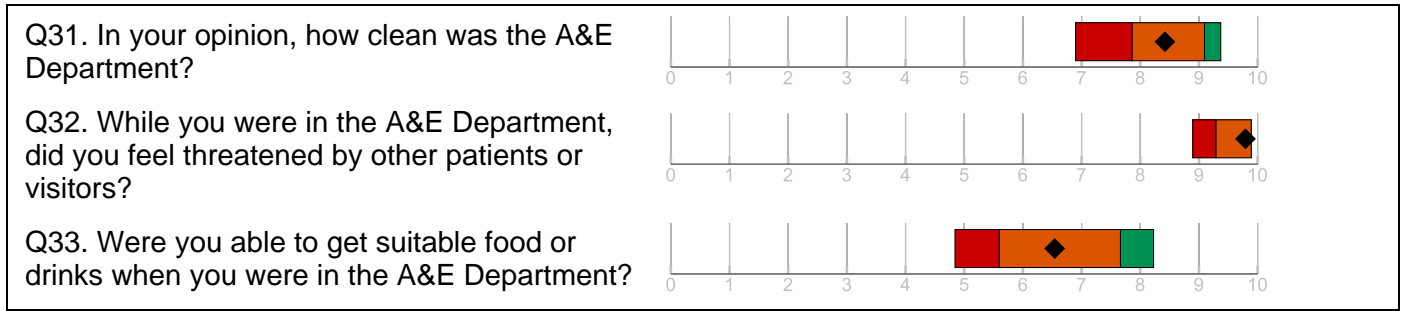 Q31. In your opinion, how clean was the A&E
Department?
0 1 2 3 4 5 6 7 8 9 10
Q32. While you were in the A&E Department,
did you feel threatened by other patients or
visitors?
0 1 2 3 4 5 6 7 8 9 10
Q33. Were you able to get suitable food or
drinks when you were in the A&E Department?
0 1 2 3 4 5 6 7 8 9 10